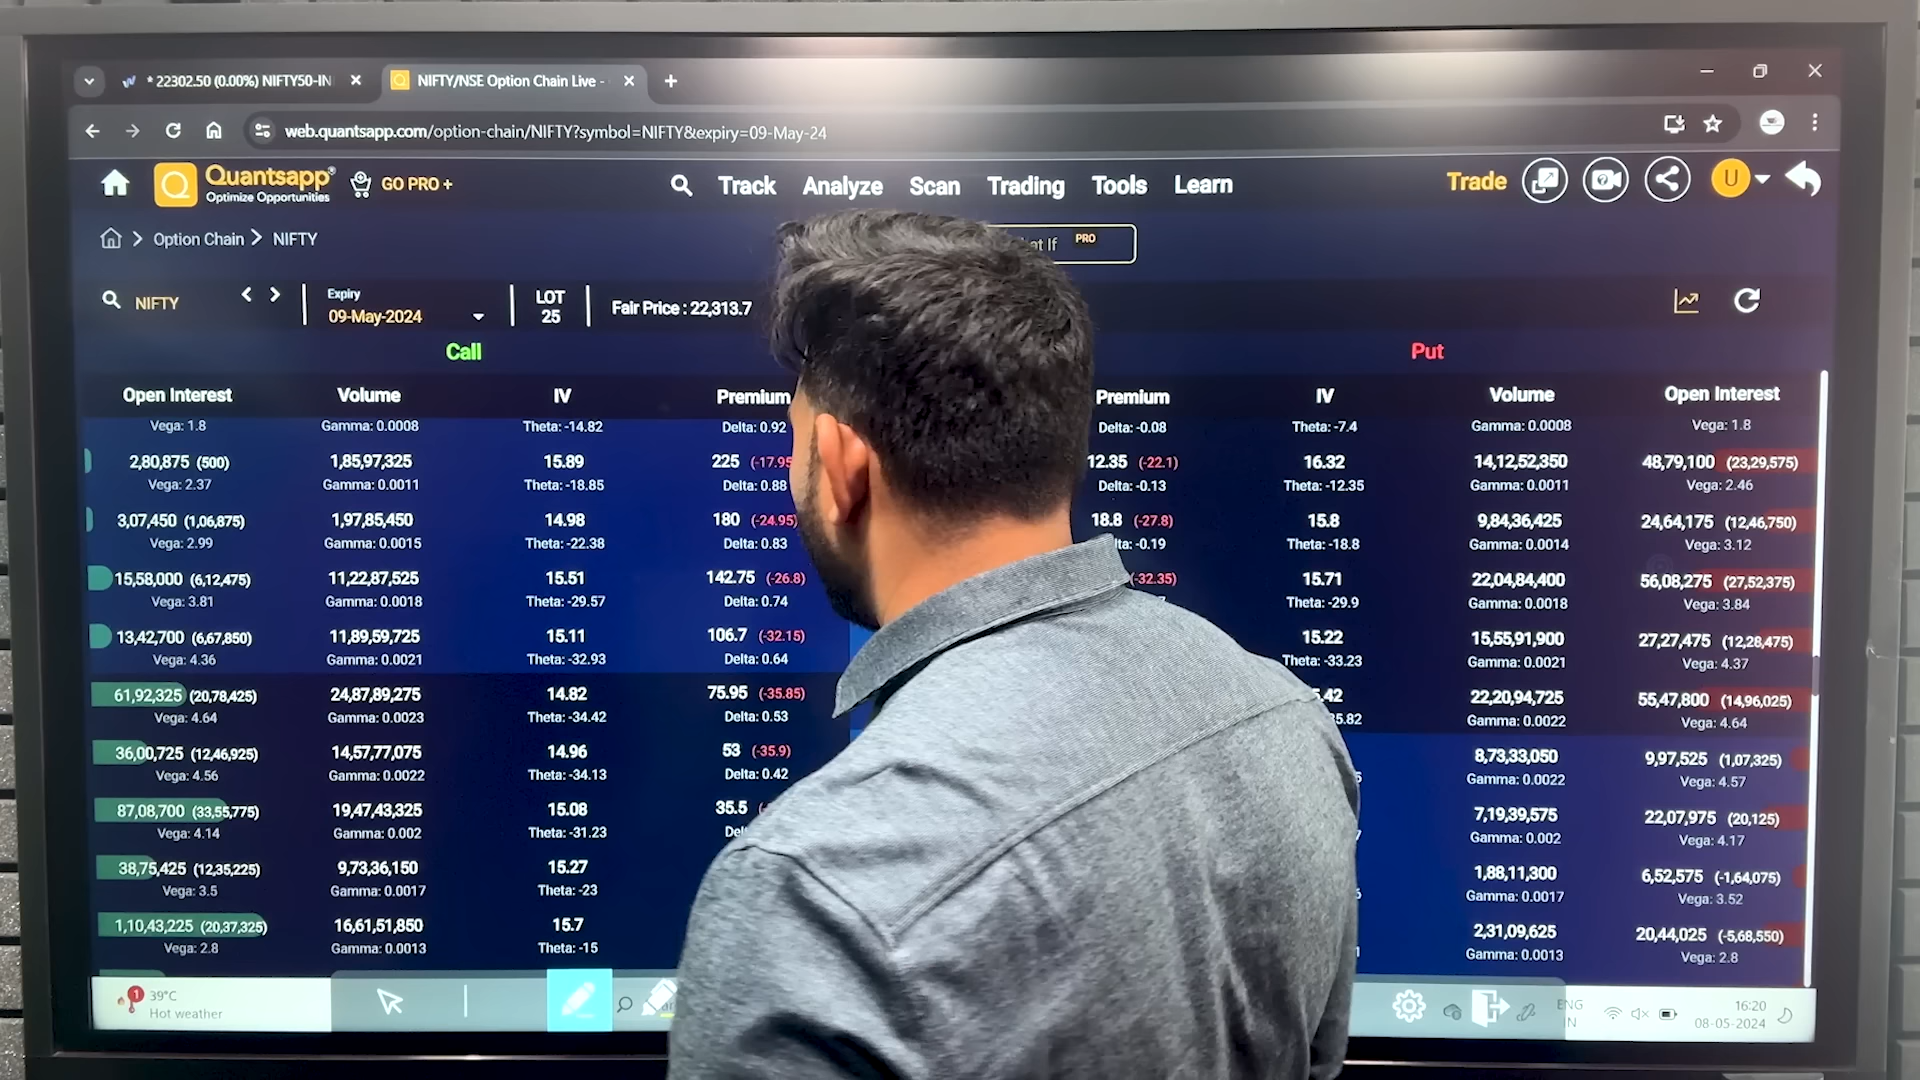 * 22302.50 (0.00%) NIFTY50-IN
NIFTY/NSE Option Chain Live -
web.quantsapp.com/option-chain/NIFTY?symbol=NIFTY&expiry=09-May-24
Quantsapp®
Optimize Opportunities
GO PRO +
Track Analyze Scan Trading Tools Learn
Trade
U
Option Chain > NIFTY
If PRO
NIFTY
Expiry
09-May-2024
LOT
25
Fair Price : 22,313.7
Call Put
Open Interest Volume IV Premium Premium IV Volume Open Interest
Vega: 1.8 Gamma: 0.0008 Theta: -14.82 Delta: 0.92 Delta: -0.08 Theta: -7.4 Gamma: 0.0008 Vega: 1.8
2,80,875 (500) 1,85,97,325 15.89 225 (-17.95 12.35 (-22.1) 16.32 14,12,52,350 48,79,100 (23,29,575)
Vega: 2.37 Gamma: 0.0011 Theta: -18.85 Delta: 0.88 Delta: -0.13 Theta: -12.35 Gamma: 0.0011 Vega: 2.46
3,07,450 (1,06,875) 1,97,85,450 14.98 180 (-24.95) 18.8 (-27.8) 15.8 9,84,36,425 24,64,175 (12,46,750)
Vega: 2.99 Gamma: 0.0015 Theta: -22.38 Delta: 0.83 lta: -0.19 Theta: -18.8 Gamma: 0.0014 Vega: 3.12
15,58,000 (6,12,475) 11,22,87,525 15.51 142.75 (-26.8) (-32.35) 15.71 22,04,84,400 56,08,275 (27,52,375)
Vega: 3.81 Gamma: 0.0018 Theta: -29.57 Delta: 0.74 Theta: -29.9 Gamma: 0.0018 Vega: 3.84
13,42,700 (6,67,850) 11,89,59,725 15.11 106.7 (-32.15) 15.22 15,55,91,900 27,27,475 (12,28,475)
Vega: 4.36 Gamma: 0.0021 Theta: -32.93 Delta: 0.64 Theta: -33.23 Gamma: 0.0021 Vega: 4.37
61,92,325 (20,78,425) 24,87,89,275 14.82 75.95 (-35.85) .42 22,20,94,725 55,47,800 (14,96,025)
Vega: 4.64 Gamma: 0.0023 Theta: -34.42 Delta: 0.53 35.82 Gamma: 0.0022 Vega: 4.64
36,00,725 (12,46,925) 14,57,77,075 14.96 53 (-35.9) 8,73,33,050 9,97,525 (1,07,325)
Vega: 4.56 Gamma: 0.0022 Theta: -34.13 Delta: 0.42 Gamma: 0.0022 Vega: 4.57
87,08,700 (33,55,775) 19,47,43,325 15.08 35.5 7,19,39,575 22,07,975 (20,125)
Vega: 4.14 Gamma: 0.002 Theta: -31.23 Del Gamma: 0.002 Vega: 4.17
38,75,425 (12,35,225) 9,73,36,150 15.27 1,88,11,300 6,52,575 (-1,64,075)
Vega: 3.5 Gamma: 0.0017 Theta: -23 Gamma: 0.0017 Vega: 3.52
1,10,43,225 (20,37,325) 16,61,51,850 15.7 2,31,09,625 20,44,025 (-5,68,550)
Vega: 2.8 Gamma: 0.0013 Theta: -15 Gamma: 0.0013 Vega: 2.8
1 39°C
Hot weather
ENG
IN
16:20
08-05-2024